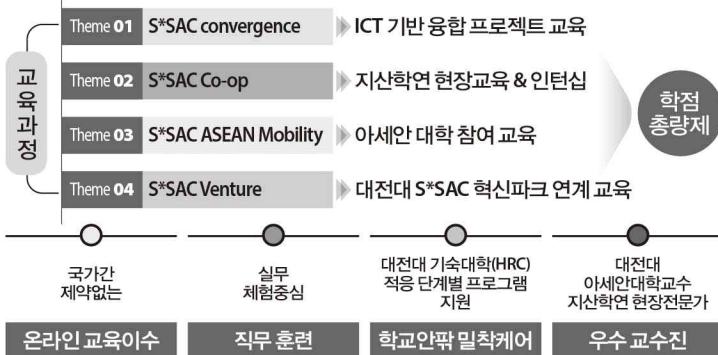 교육과정
Theme 01 S*SAC convergence ICT 기반 융합 프로젝트 교육
Theme 02 S*SAC Co-op 지산학연 현장교육 & 인턴십
Theme 03 S*SAC ASEAN Mobility 아세안 대학 참여 교육
Theme 04 S*SAC Venture 대전대 S*SAC 혁신파크 연계 교육
학점
총량제
국가간
제약없는
온라인 교육이수
실무
체험중심
직무 훈련
대전대 기숙대학(HRC)
적응 단계별 프로그램
지원
학교안팎 밀착케어
대전대
아세안대학교수
지산학연 현장전문가
우수 교수진